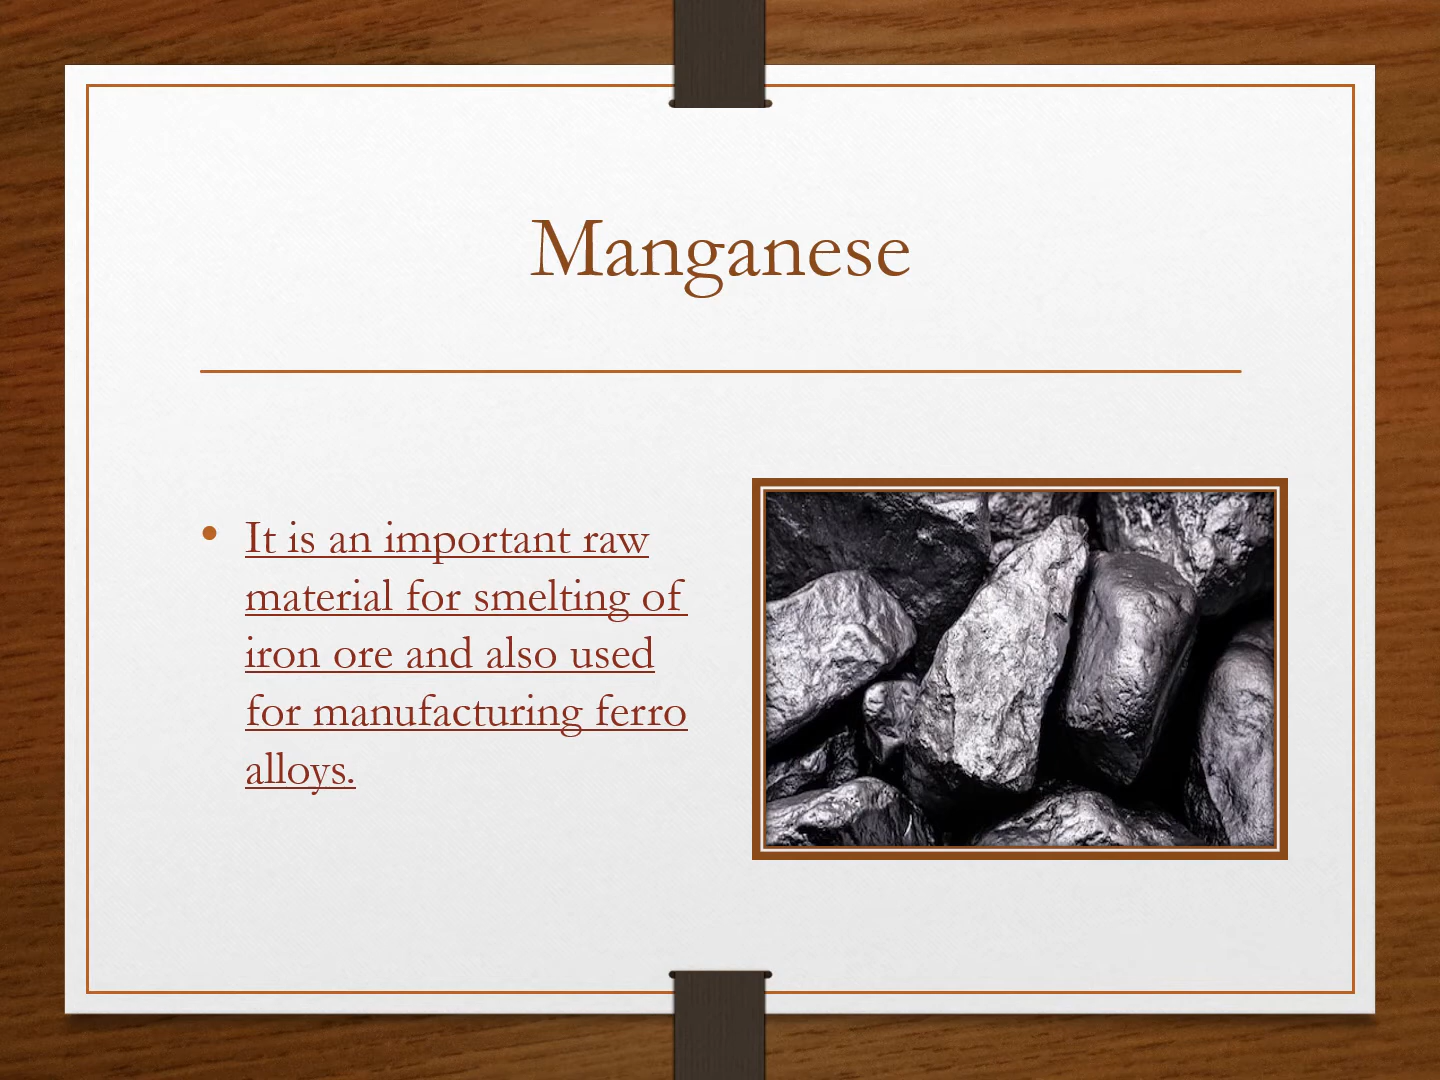 Manganese
• It is an important raw
material for smelting of
iron ore and also used
for manufacturing ferro
alloys.